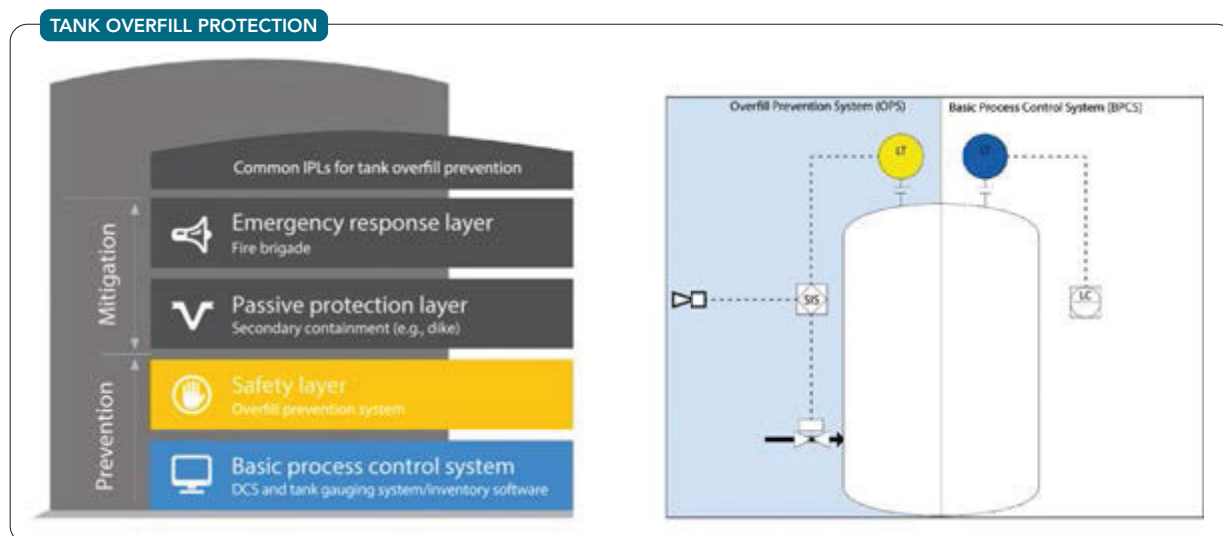 TANK OVERFILL PROTECTION
Common IPLs for tank overfill prevention
Mitigation
Emergency response layer
Fire brigade
Passive protection layer
Secondary containment (e.g., dike)
Prevention
Safety layer
Overfill prevention system
Basic process control system
DCS and tank gauging system/inventory software
Overfill Prevention System (OPS)
Basic Process Control System [BPCS]
LT
LT
SIS
LC